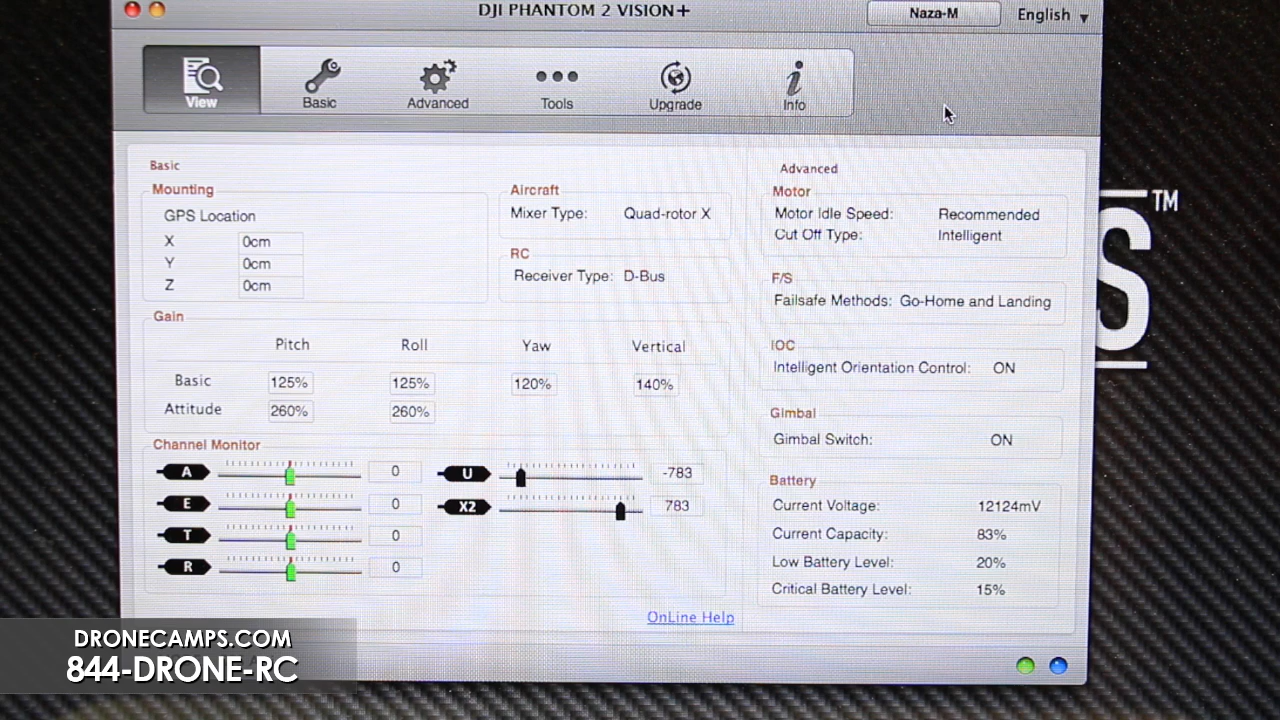 DJI PHANTOM 2 VISION+
Naza-M
English
View
Basic
Advanced
Tools
Upgrade
Info
Basic
Mounting
GPS Location
X 0cm
Y 0cm
Z 0cm
Aircraft
Mixer Type: Quad-rotor X
RC
Receiver Type: D-Bus
Gain
Pitch Roll Yaw Vertical
Basic 125% 125% 120% 140%
Attitude 260% 260%
Channel Monitor
A 0
E 0
T 0
R 0
U -783
X2 783
OnLine Help
Advanced
Motor
Motor Idle Speed: Recommended
Cut Off Type: Intelligent
F/S
Failsafe Methods: Go-Home and Landing
IOC
Intelligent Orientation Control: ON
Gimbal
Gimbal Switch: ON
Battery
Current Voltage: 12124mV
Current Capacity: 83%
Low Battery Level: 20%
Critical Battery Level: 15%
S™
DRONECAMPS.COM
844-DRONE-RC